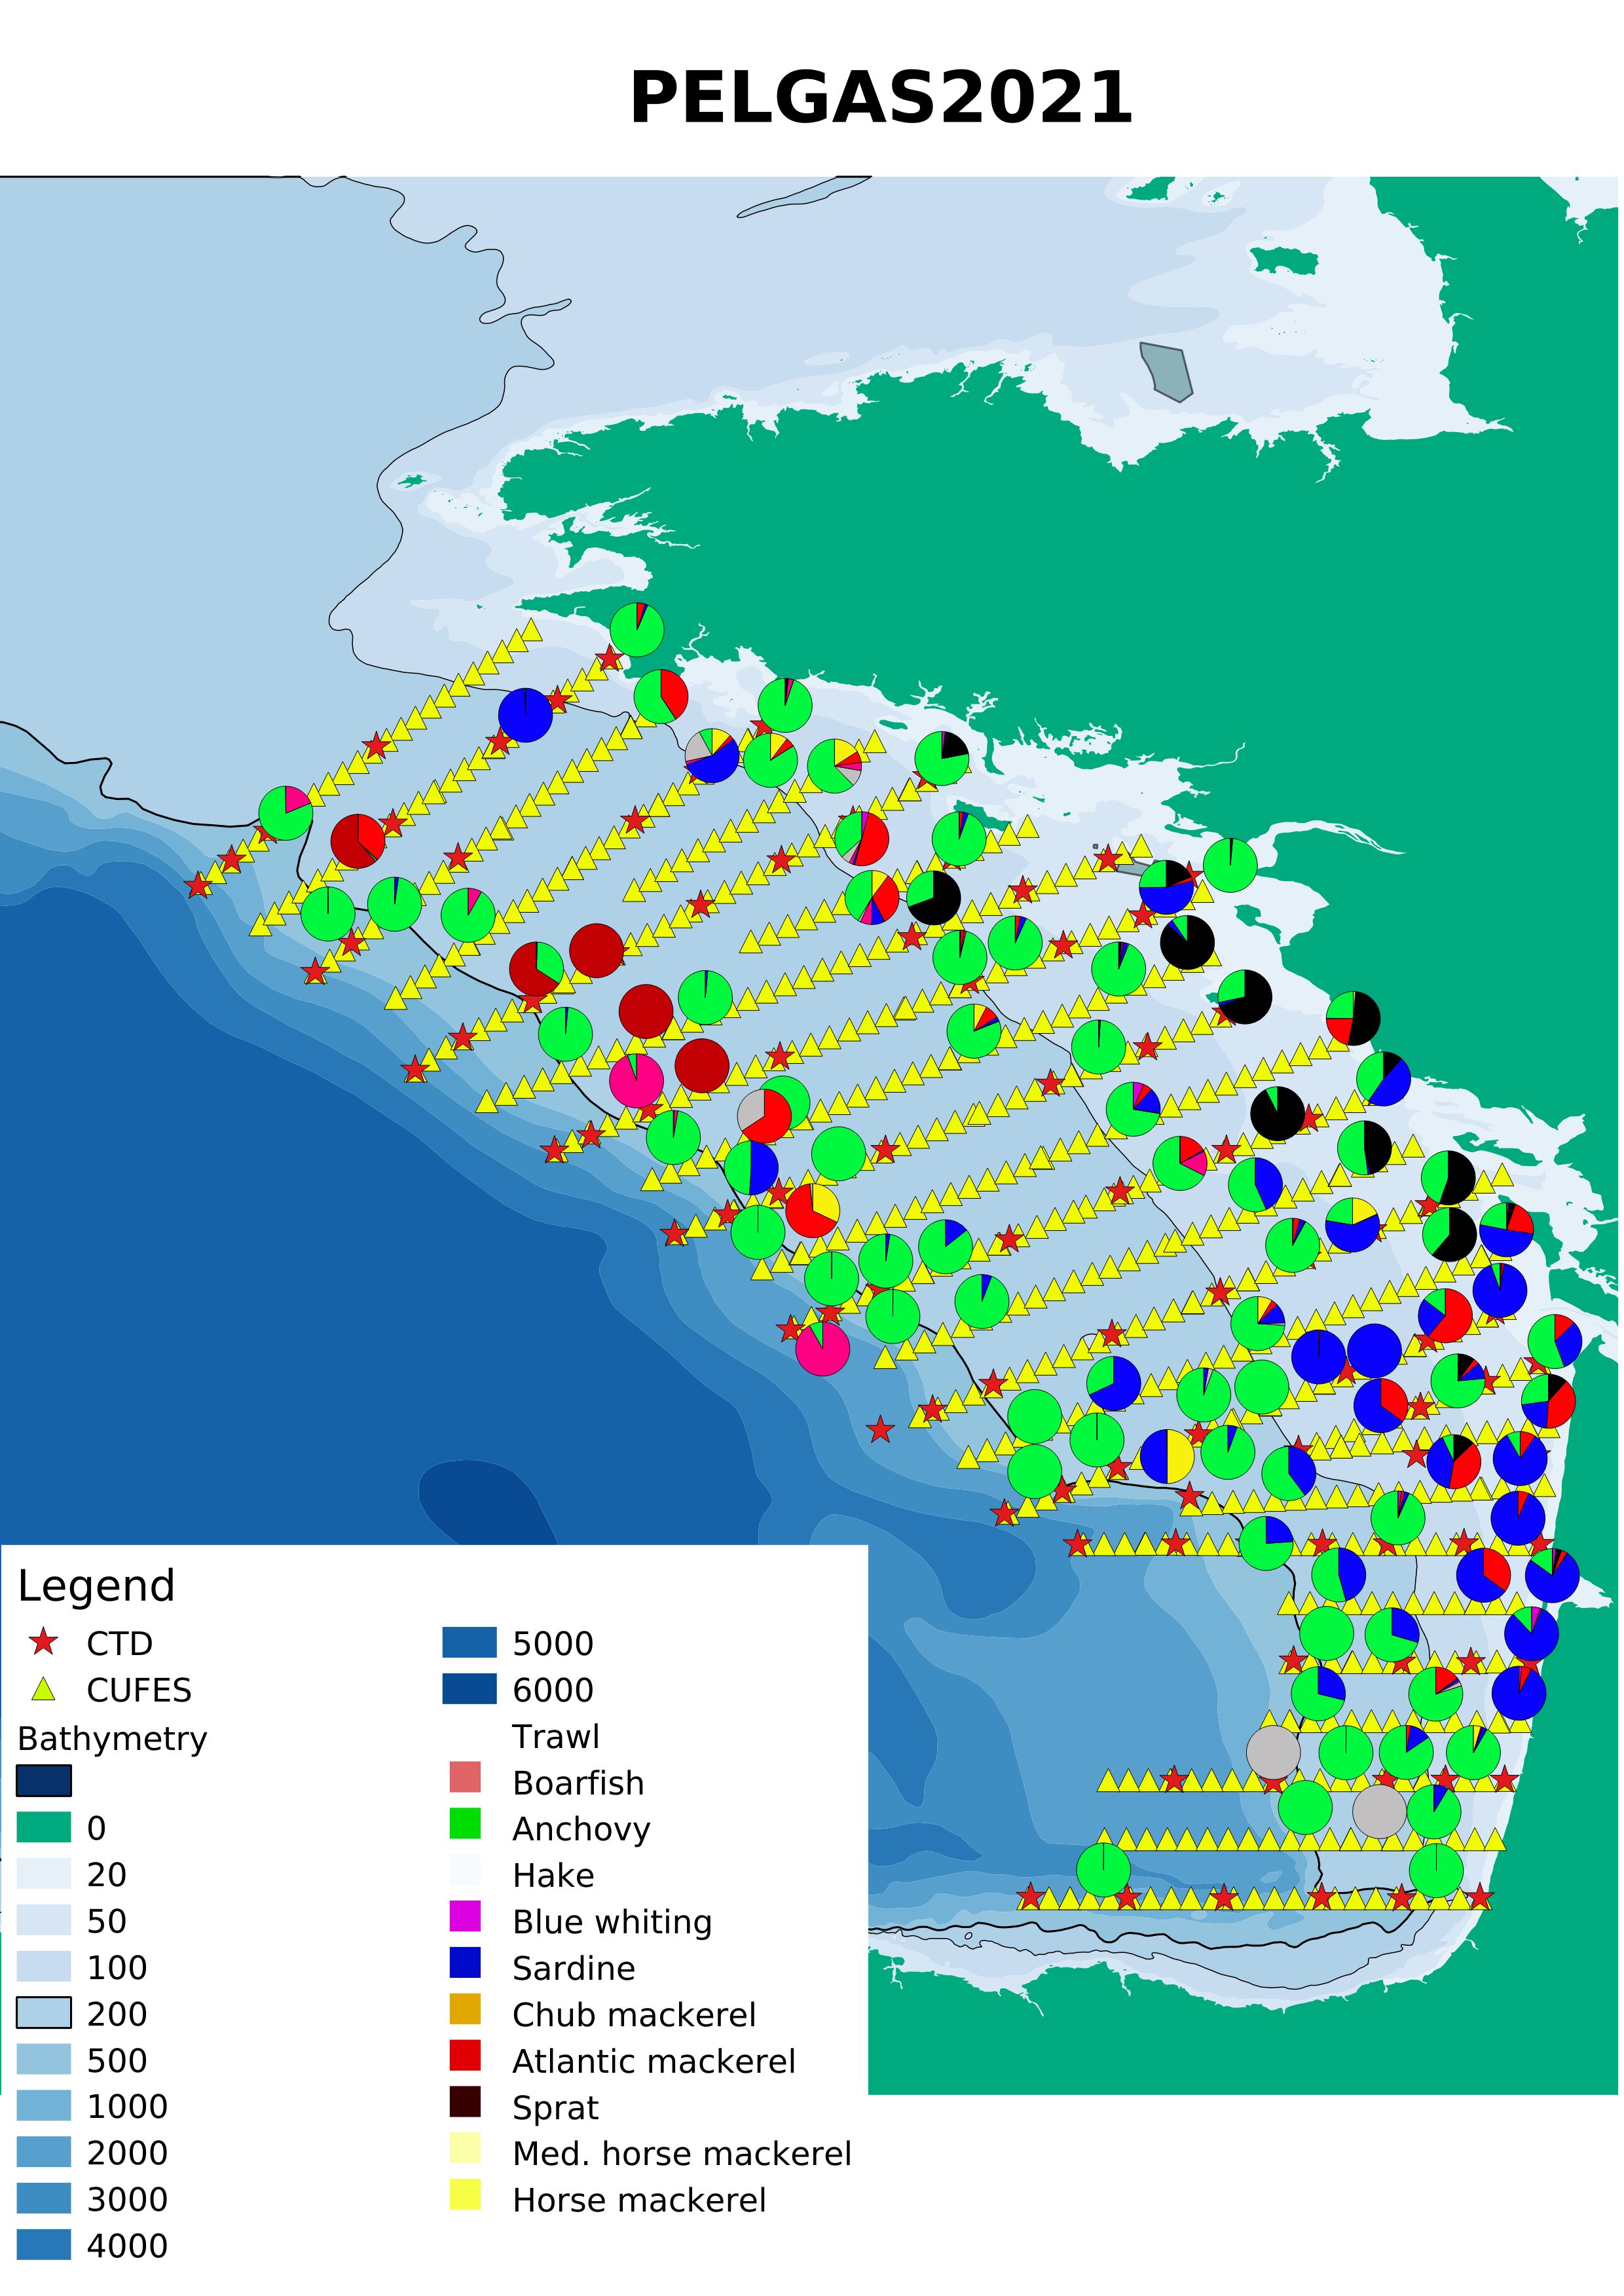 PELGAS2021
Legend
CTD
CUFES
Bathymetry
0
20
50
100
200
500
1000
2000
3000
4000
5000
6000
Trawl
Boarfish
Anchovy
Hake
Blue whiting
Sardine
Chub mackerel
Atlantic mackerel
Sprat
Med. horse mackerel
Horse mackerel